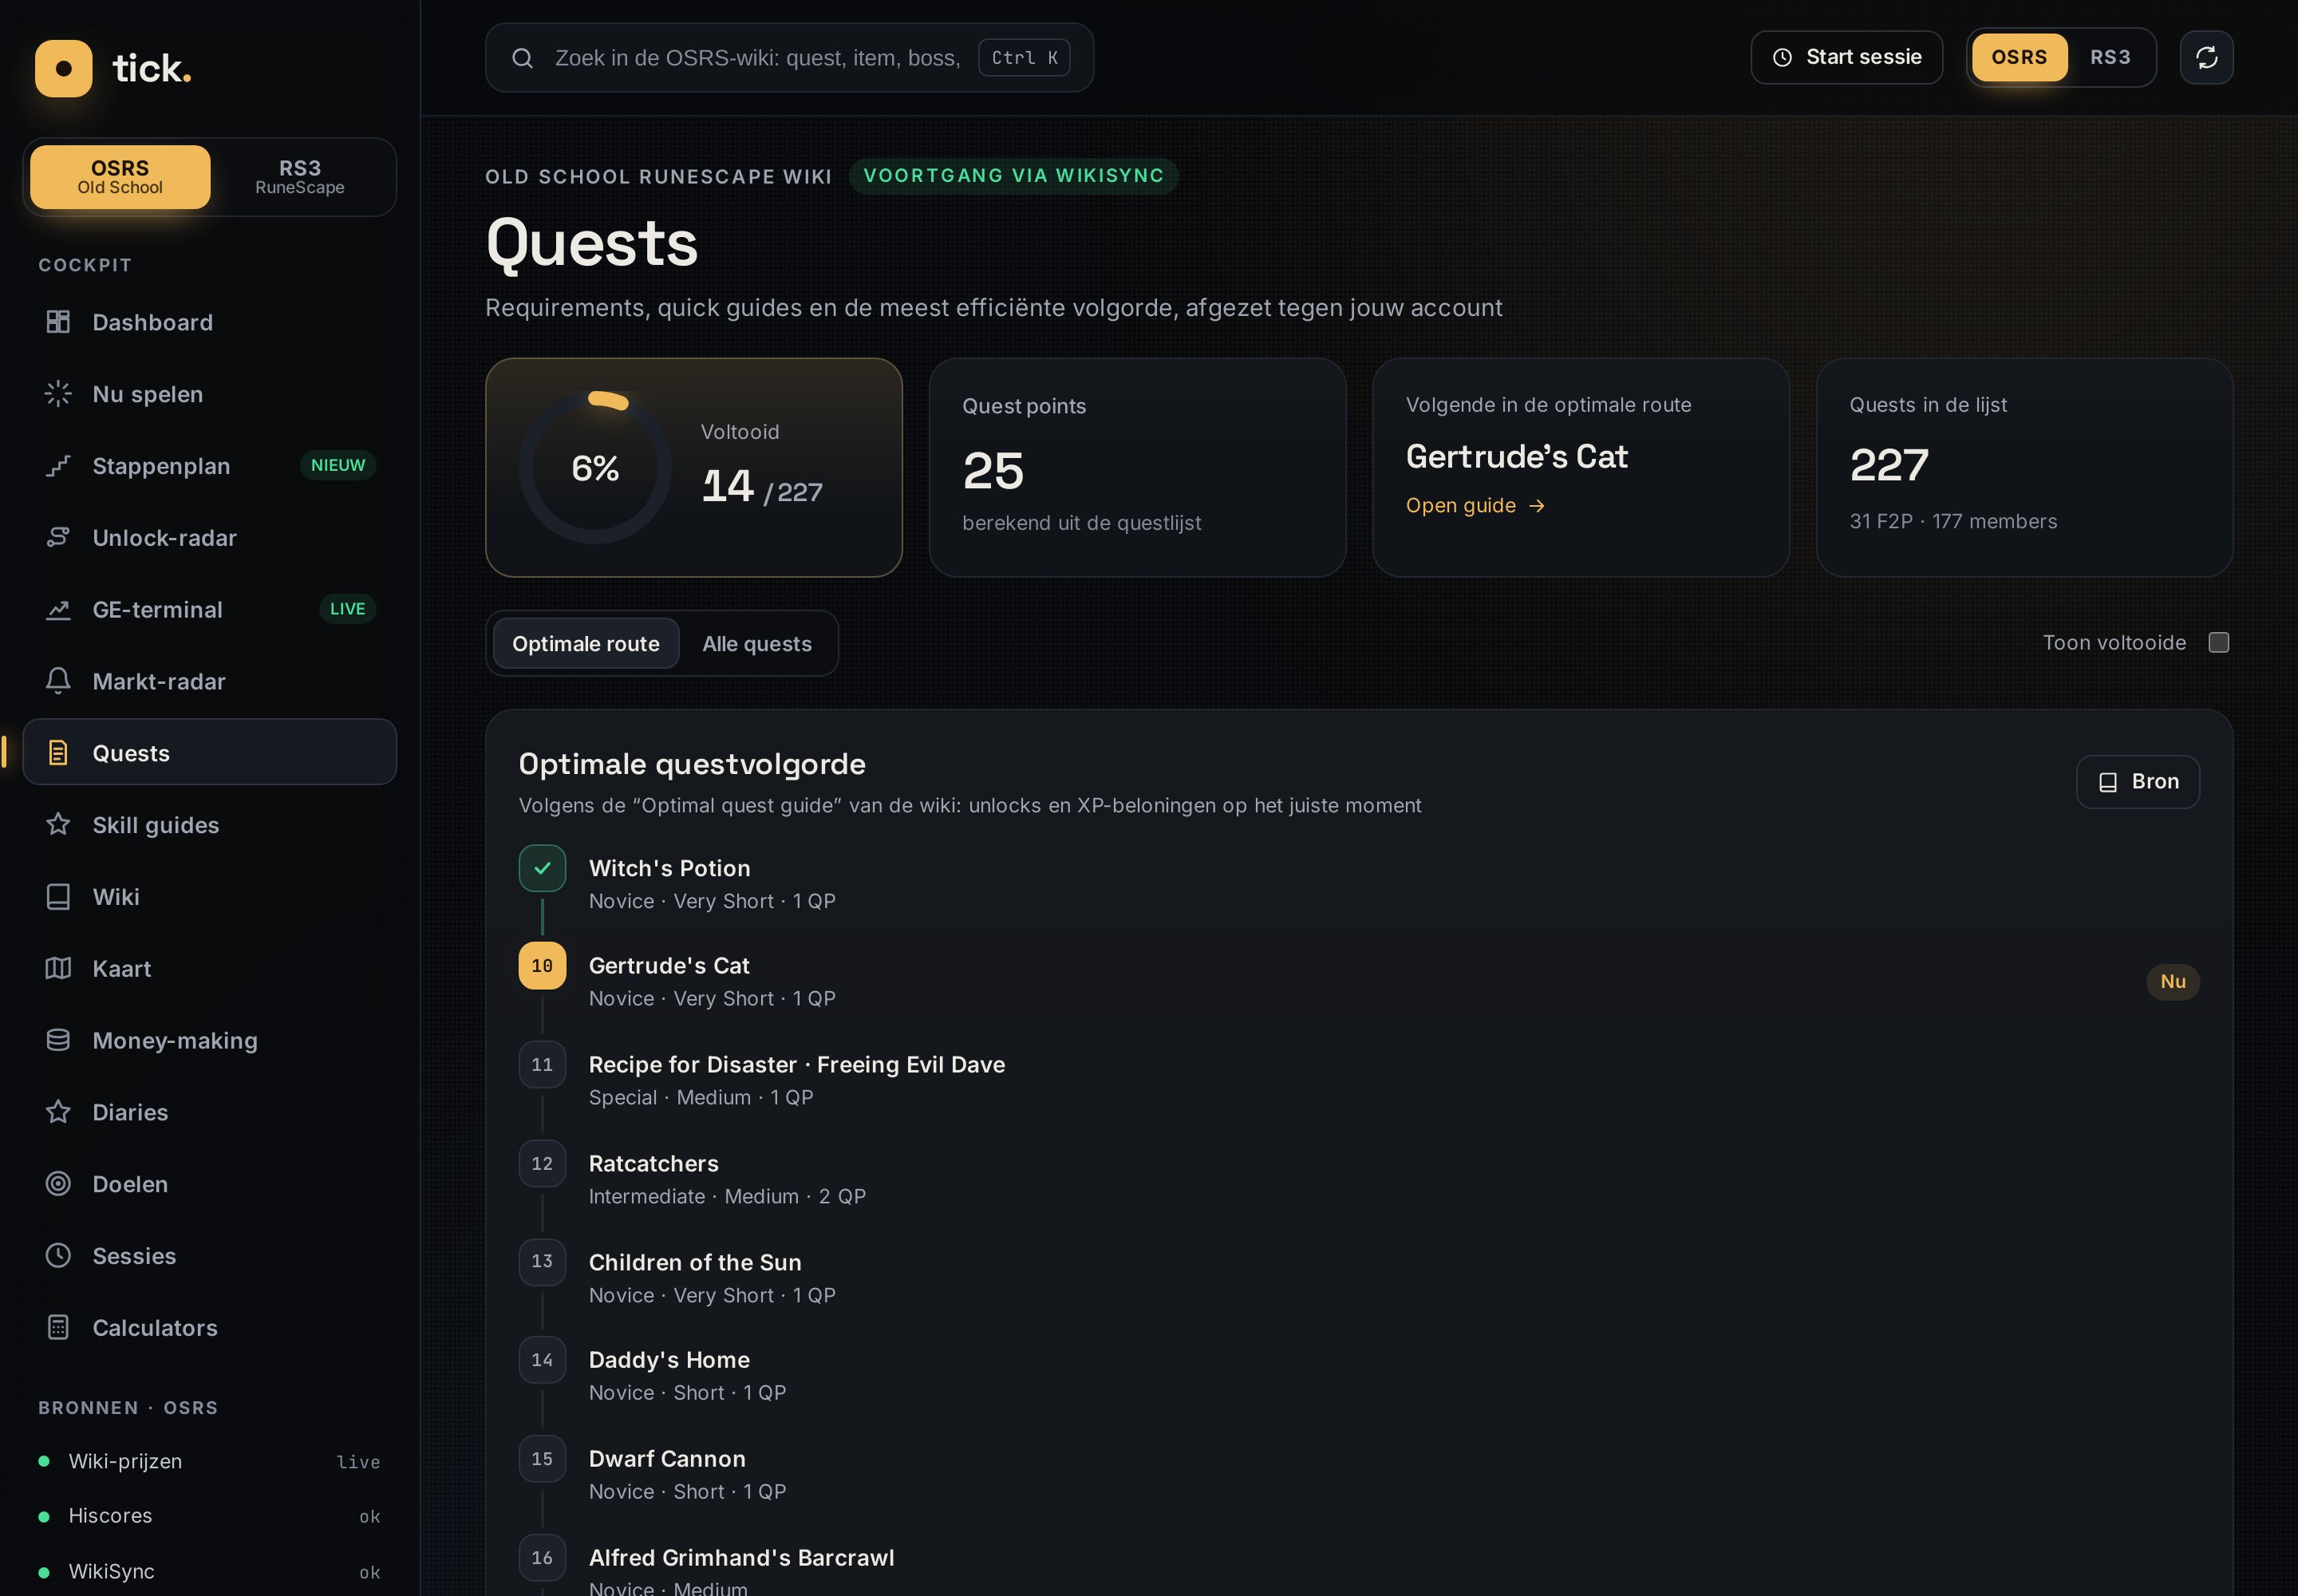 tick.
OSRS
Old School
RS3
RuneScape
COCKPIT
Dashboard
Nu spelen
Stappenplan NIEUW
Unlock-radar
GE-terminal LIVE
Markt-radar
Quests
Skill guides
Wiki
Kaart
Money-making
Diaries
Doelen
Sessies
Calculators
BRONNEN · OSRS
Wiki-prijzen live
Hiscores ok
WikiSync ok
Zoek in de OSRS-wiki: quest, item, boss, Ctrl K
Start sessie
OSRS RS3
OLD SCHOOL RUNESCAPE WIKI VOORTGANG VIA WIKISYNC
Quests
Requirements, quick guides en de meest efficiënte volgorde, afgezet tegen jouw account
6%
Voltooid
14 / 227
Quest points
25
berekend uit de questlijst
Volgende in de optimale route
Gertrude’s Cat
Open guide →
Quests in de lijst
227
31 F2P · 177 members
Optimale route Alle quests
Toon voltooide
Optimale questvolgorde
Volgens de “Optimal quest guide” van de wiki: unlocks en XP-beloningen op het juiste moment
Bron
Witch's Potion
Novice · Very Short · 1 QP
10 Gertrude's Cat
Novice · Very Short · 1 QP
Nu
11 Recipe for Disaster · Freeing Evil Dave
Special · Medium · 1 QP
12 Ratcatchers
Intermediate · Medium · 2 QP
13 Children of the Sun
Novice · Very Short · 1 QP
14 Daddy's Home
Novice · Short · 1 QP
15 Dwarf Cannon
Novice · Short · 1 QP
16 Alfred Grimhand's Barcrawl
Novice · Medium